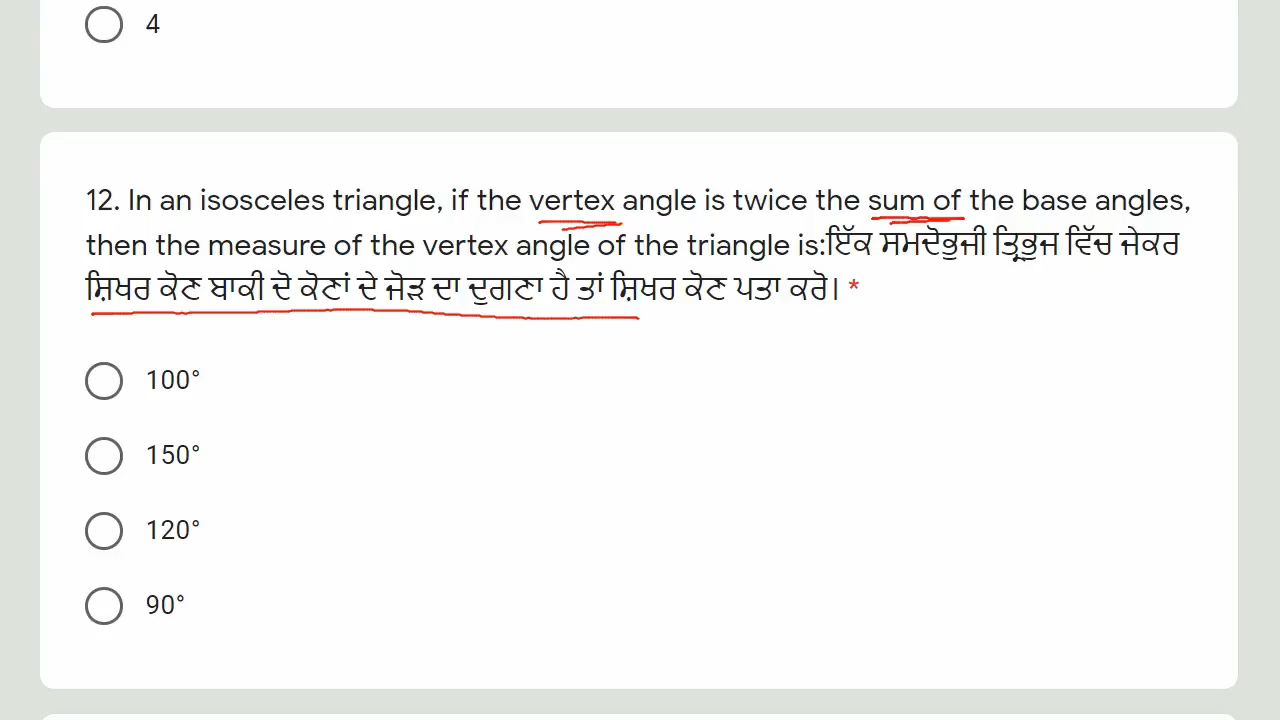 4
12. In an isosceles triangle, if the vertex angle is twice the sum of the base angles,
then the measure of the vertex angle of the triangle is:ਇੱਕ ਸਮਦੋਭੁਜੀ ਤ੍ਰਿਭੁਜ ਵਿੱਚ ਜੇਕਰ
ਸ਼ਿਖਰ ਕੋਣ ਬਾਕੀ ਦੋ ਕੋਣਾਂ ਦੇ ਜੋੜ ਦਾ ਦੁਗਣਾ ਹੈ ਤਾਂ ਸ਼ਿਖਰ ਕੋਣ ਪਤਾ ਕਰੋ। *
100°
150°
120°
90°